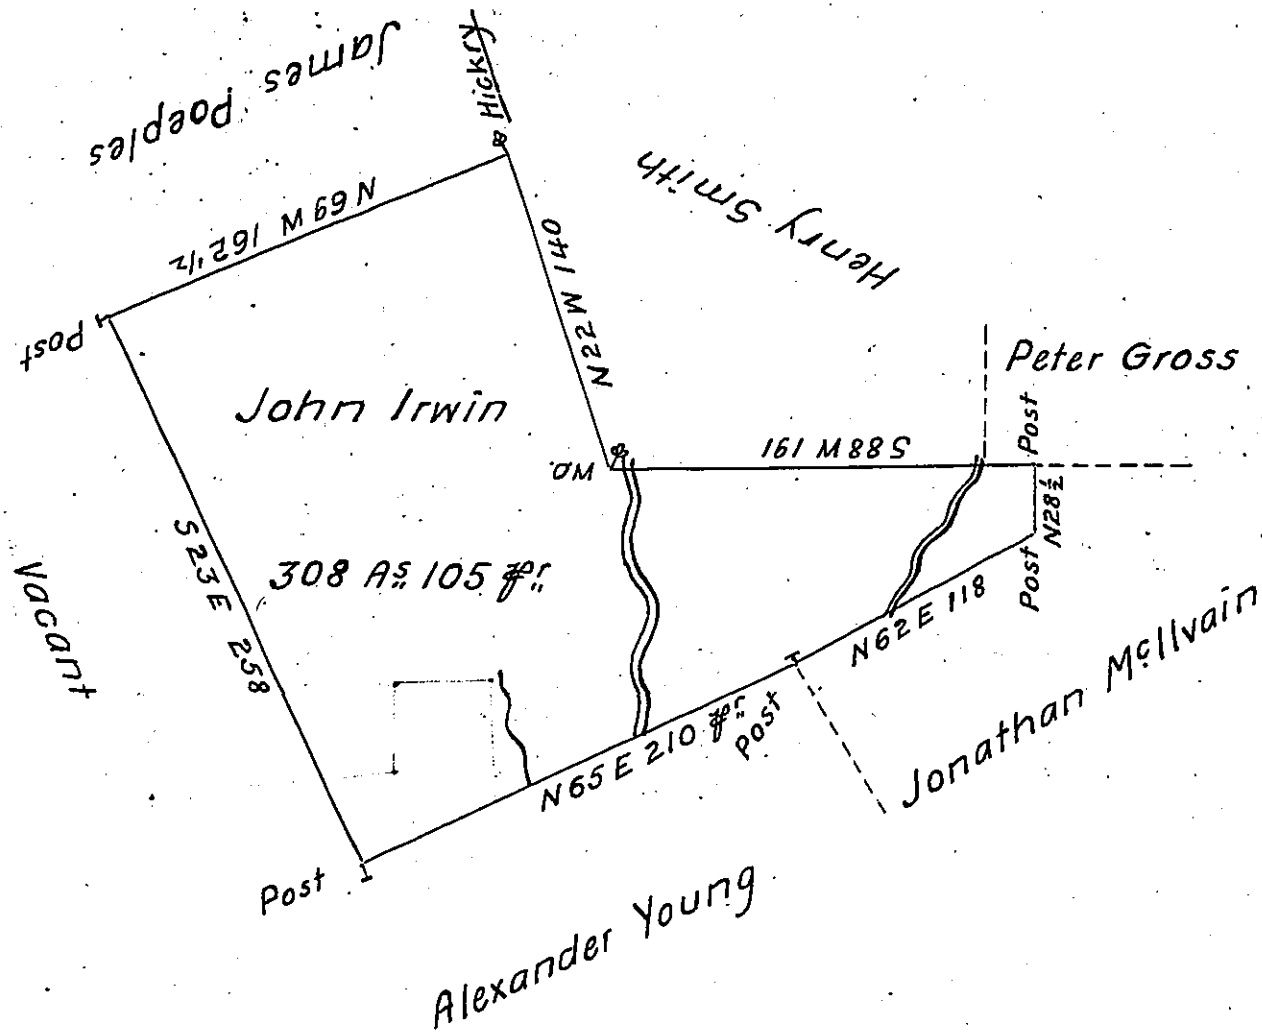 James Poeples
Hickry
N 69 W 162 1/2
Henry Smith
N 22 W 140
Post
Peter Gross
John Irwin
Post
S 88 W 191
WO.
N 28 1/2
Post
S 23 E 258
308 As. 105 pr.
Vacant
N 62 E 118
Jonathan McIlvain
N 65 E 210 pr.
Post
Post
Alexander Young